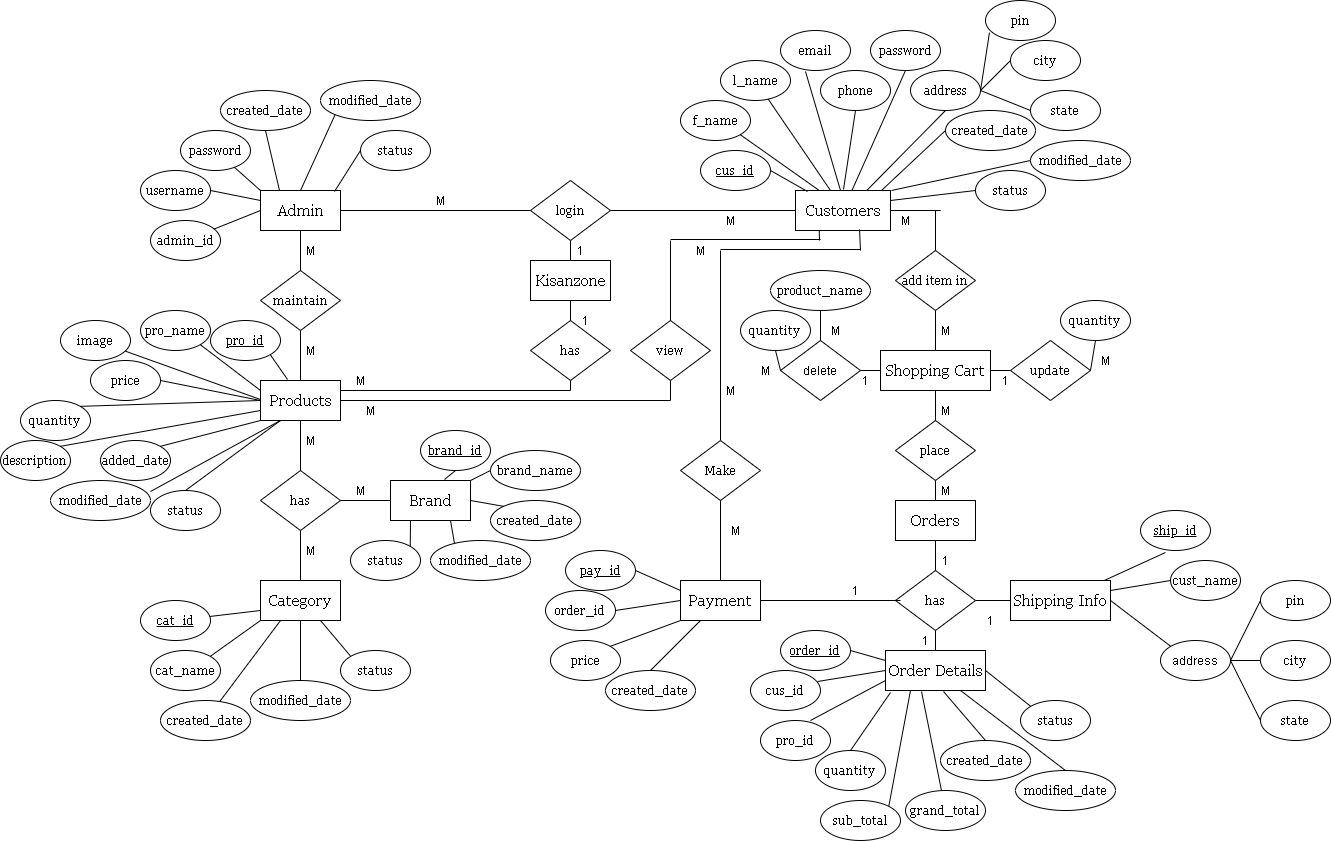 pin
email
password
city
l_name
phone
address
created_date
modified_date
state
f_name
created_date
password
status
modified_date
cus_id
username
status
Admin
M
login
Customers
M
M
admin_id
M
M
1
Kisanzone
add item in
product_name
maintain
M
1
quantity
quantity
M
M
image
pro_name
pro_id
M
has
view
M
M
delete
1
Shopping Cart
1
update
price
M
M
Products
M
M
quantity
M
description
added_date
brand_id
place
brand_name
Make
modified_date
status
has
M
Brand
M
created_date
Orders
M
M
status
modified_date
1
ship_id
pay_id
cust_name
Category
order_id
Payment
1
has
1
Shipping Info
pin
cat_id
1
order_id
cat_name
status
price
Order Details
address
city
created_date
modified_date
created_date
cus_id
status
state
pro_id
quantity
created_date
modified_date
sub_total
grand_total